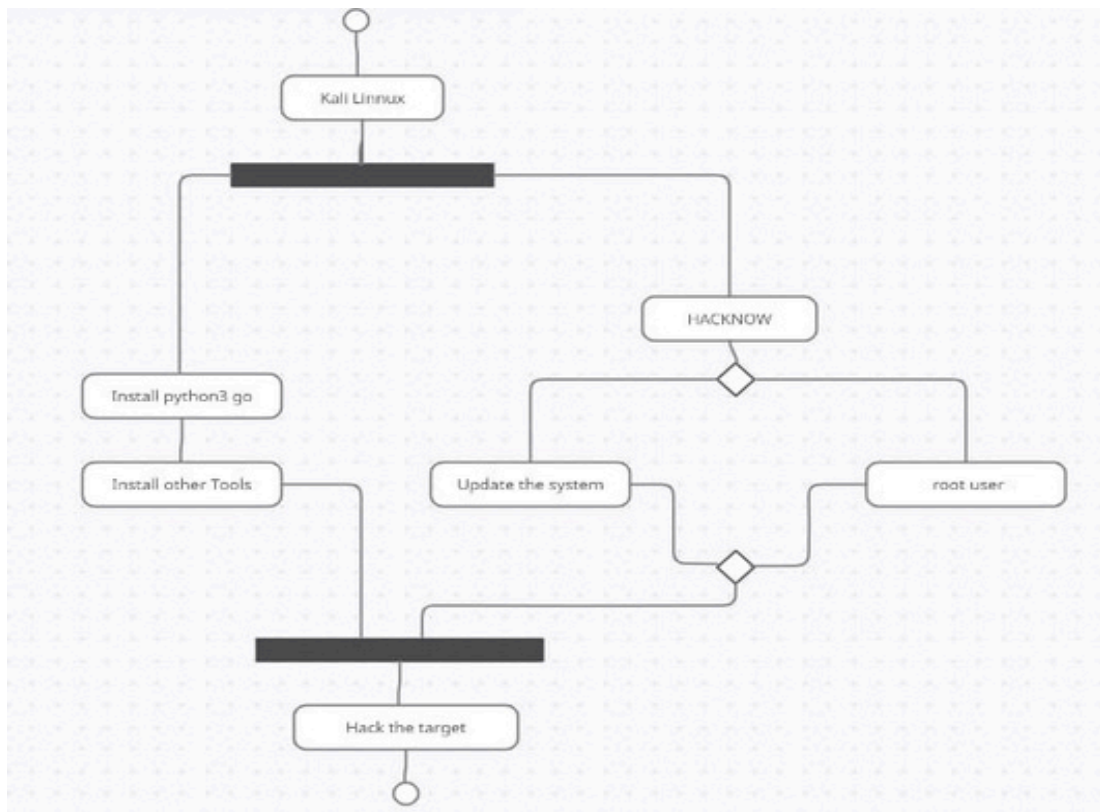 Kali Linnux
HACKNOW
Install python3 go
Install other Tools
Update the system
root user
Hack the target